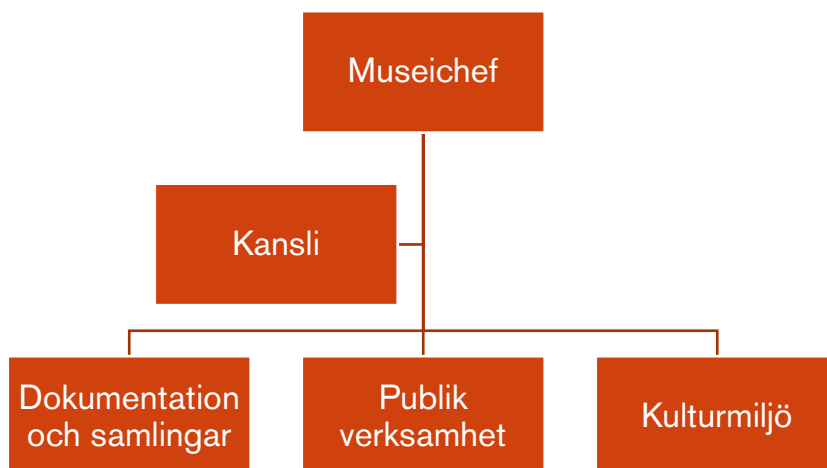 Museichef
Kansli
Dokumentation
och samlingar
Publik
verksamhet
Kulturmiljö